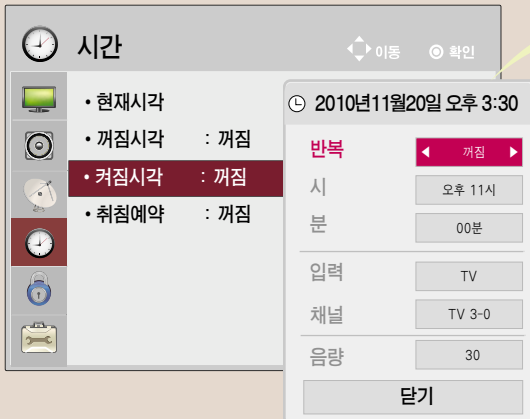 시간
이동 ◎ 확인
• 현재시각
• 꺼짐시각 : 꺼짐
• 켜짐시각 : 꺼짐
• 취침예약 : 꺼짐
2010년11월20일 오후 3:30
반복 ◀ 꺼짐 ▶
시 오후 11시
분 00분
입력 TV
채널 TV 3-0
음량 30
닫기